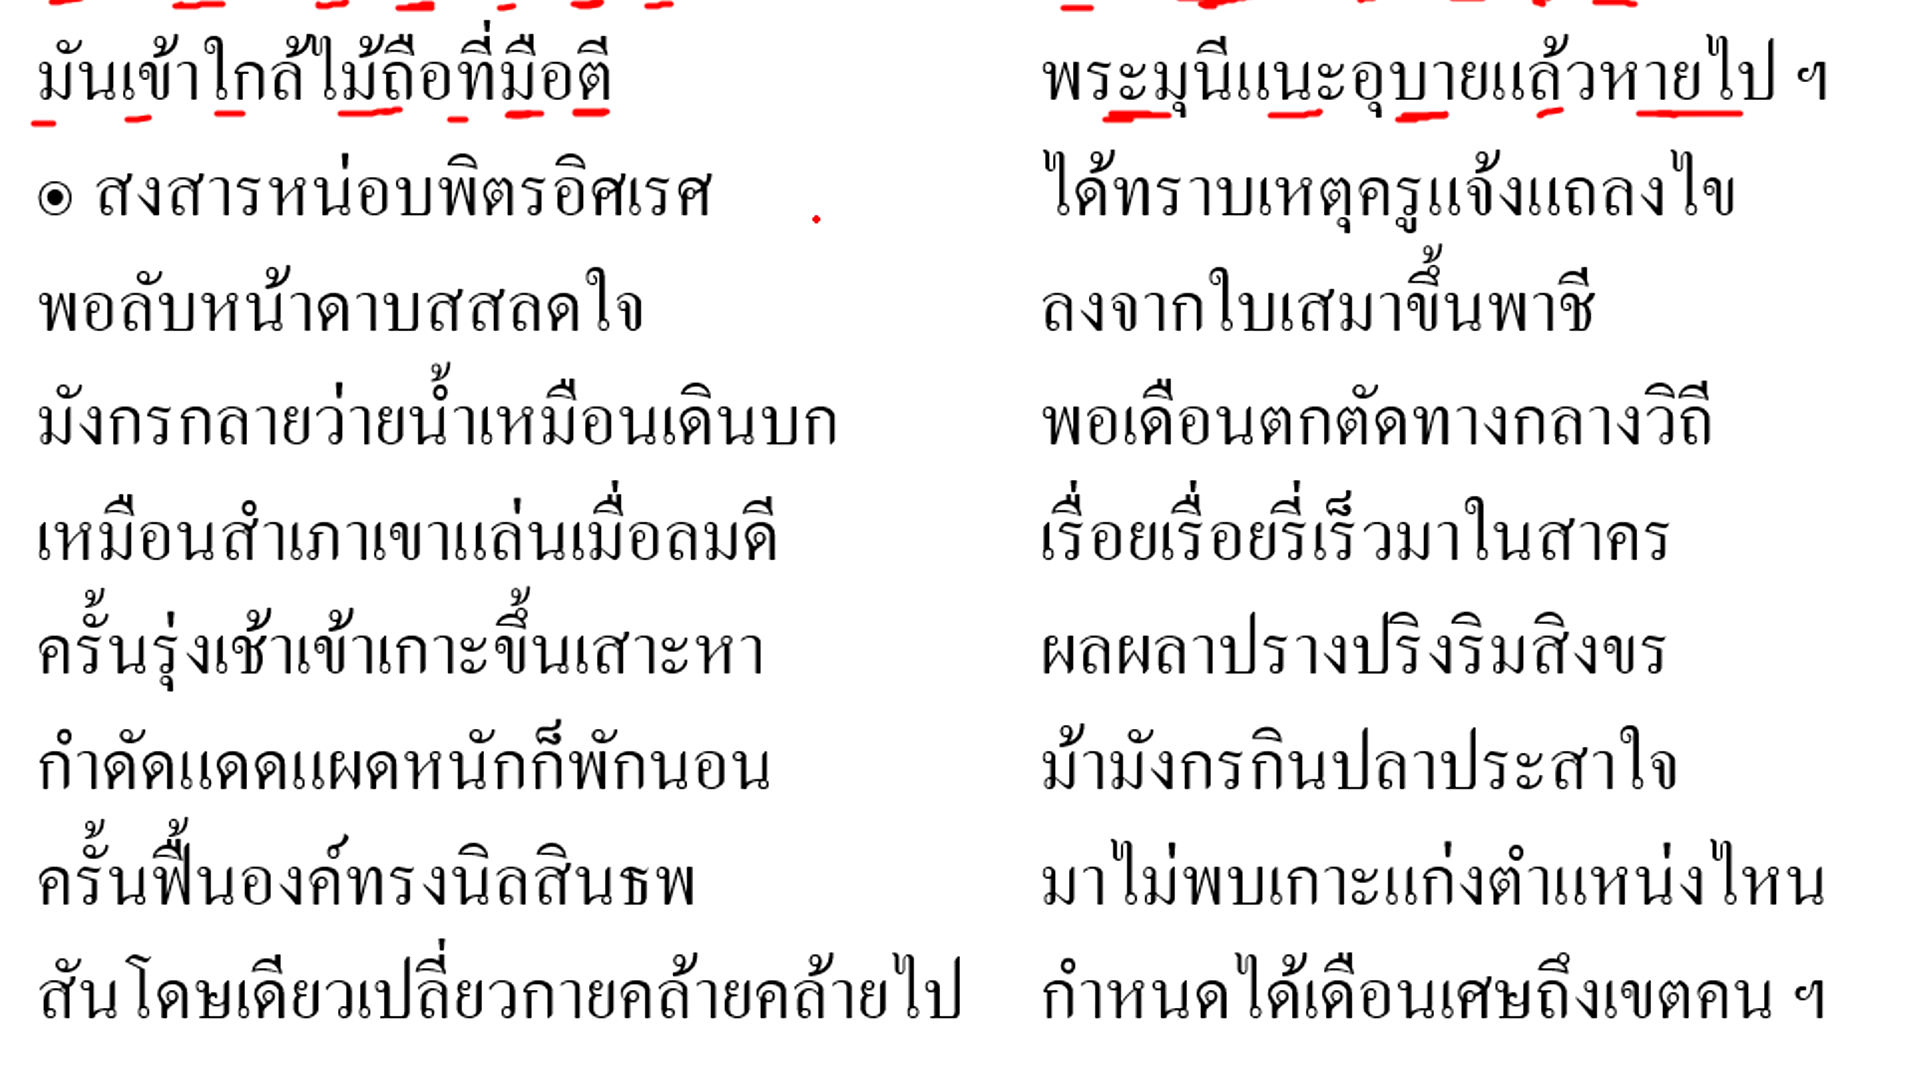 มันเข้าใกล้ไม้ถือที่มือตี พระมุนีแนะอุบายแล้วหายไป ฯ
๏ สงสารหน่อบพิตรอิศเรศ ได้ทราบเหตุครูแจ้งแถลงไข
พอลับหน้าดาบสสลดใจ ลงจากใบเสมาขึ้นพาชี
มังกรกลายว่ายน้ำเหมือนเดินบก พอเดือนตกตัดทางกลางวิถี
เหมือนสำเภาเขาแล่นเมื่อลมดี เรื่อยเรื่อยรี่เร็วมาในสาคร
ครั้นรุ่งเช้าเข้าเกาะขึ้นเสาะหา ผลผลาปรางปริงริมสิงขร
กำดัดแดดแผดหนักก็พักนอน ม้ามังกรกินปลาประสาใจ
ครั้นฟื้นองค์ทรงนิลสินธพ มาไม่พบเกาะแก่งตำแหน่งไหน
สันโดษเดียวเปลี่ยวกายคล้ายคล้ายไป กำหนดได้เดือนเศษถึงเขตคน ฯ